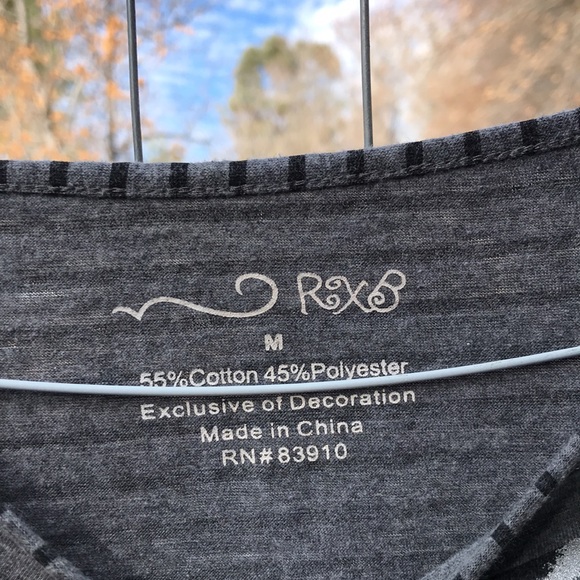 RXB
M
55%Cotton 45%Polyester
Exclusive of Decoration
Made in China
RN#83910